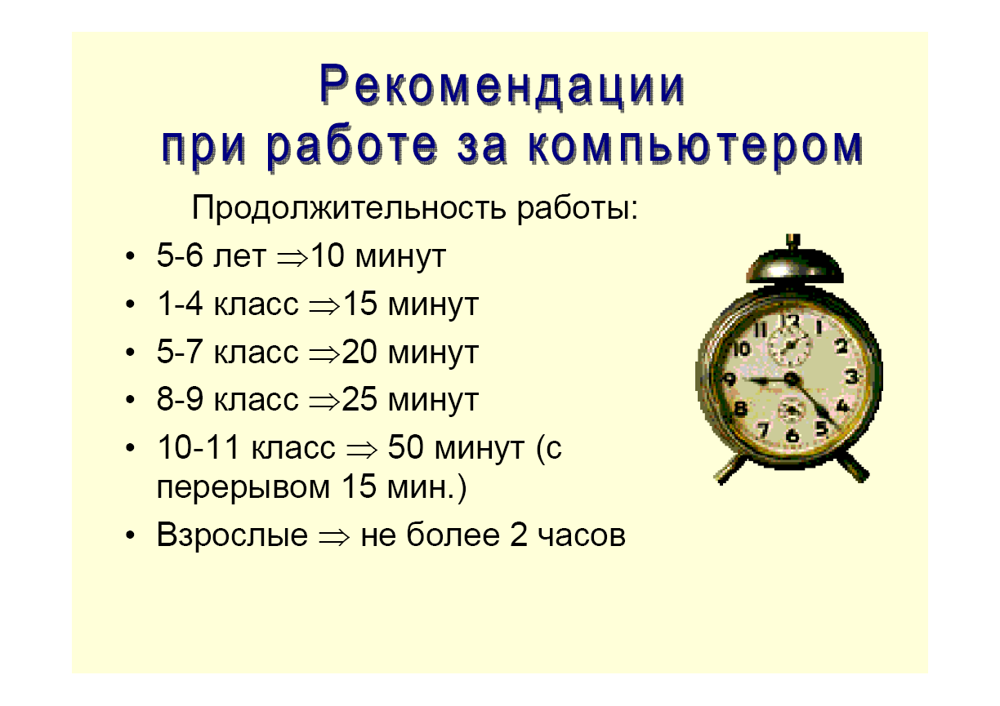 Рекомендации
при работе за компьютером
Продолжительность работы:
• 5-6 лет ⇒10 минут
• 1-4 класс ⇒15 минут
• 5-7 класс ⇒20 минут
• 8-9 класс ⇒25 минут
• 10-11 класс ⇒ 50 минут (с
перерывом 15 мин.)
• Взрослые ⇒ не более 2 часов
12
11
1
10
2
9
3
8
4
7
5
6